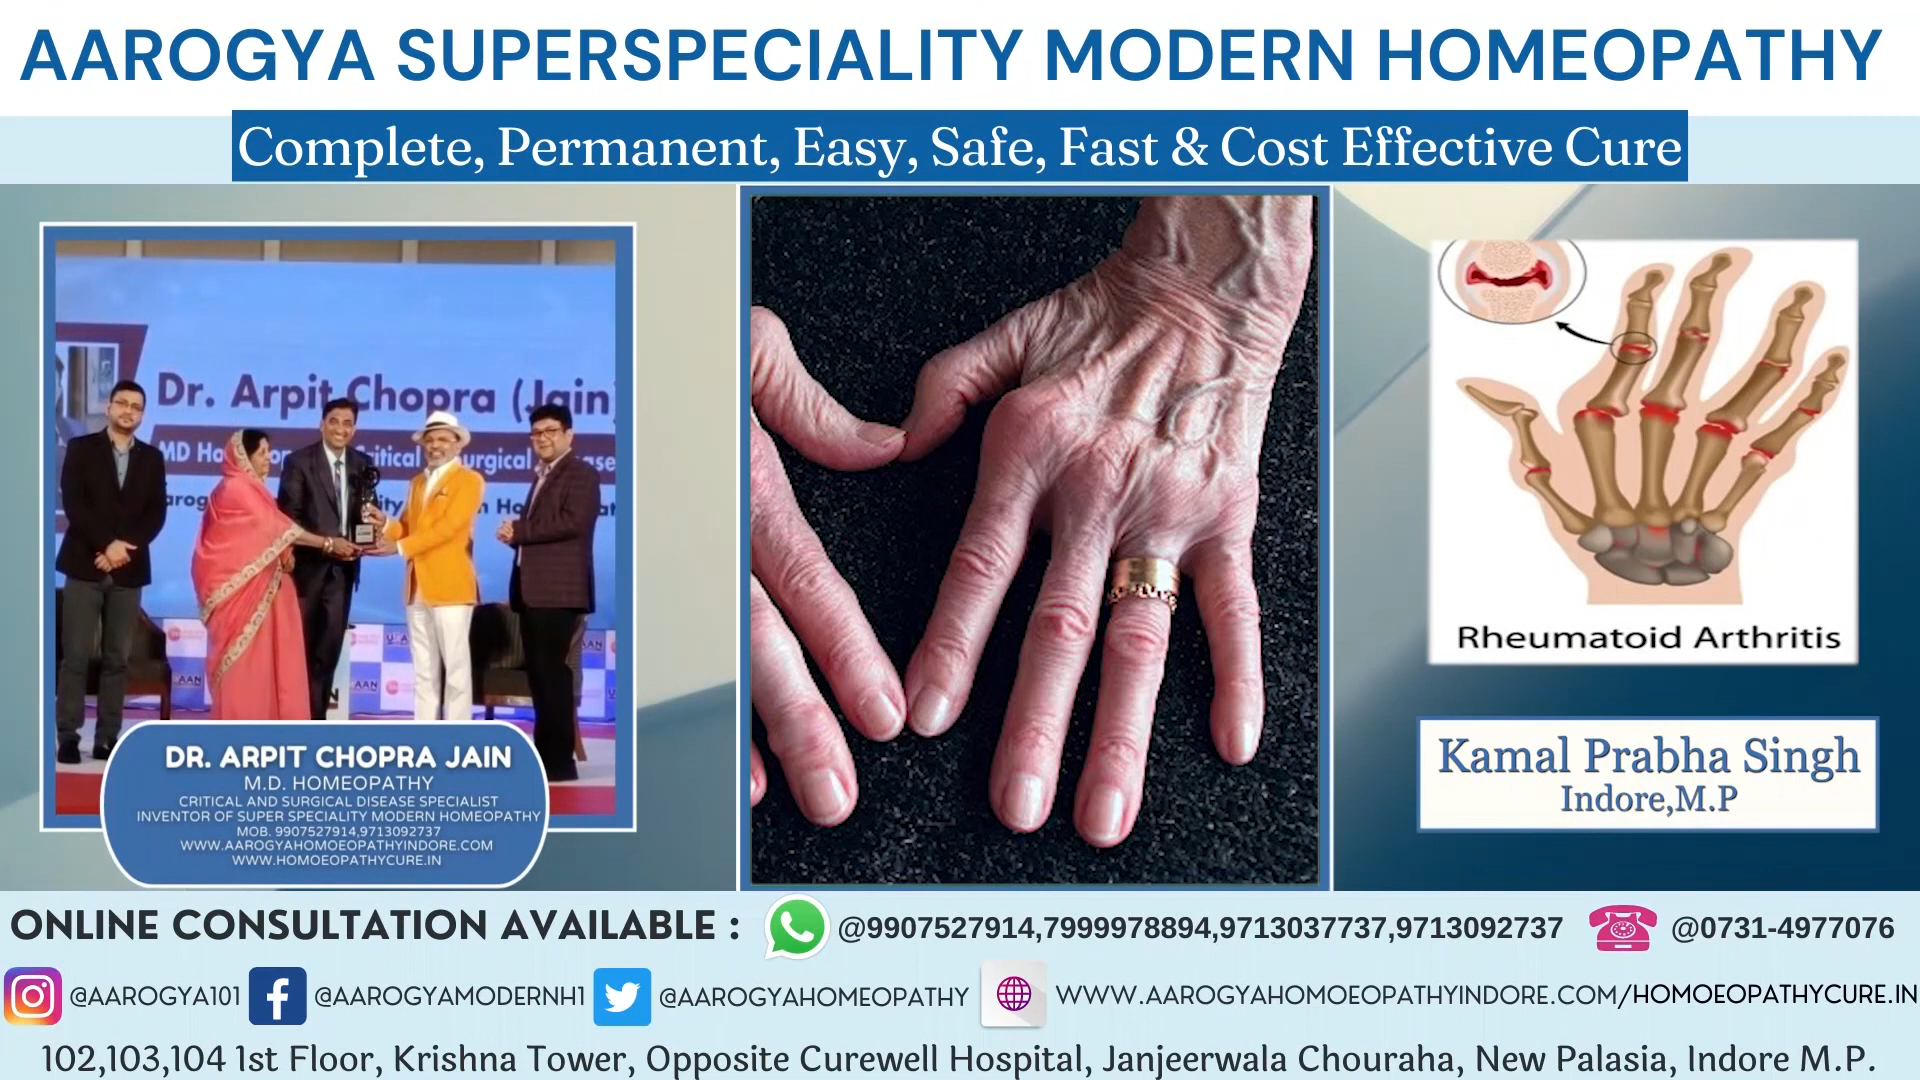 AAROGYA SUPERSPECIALITY MODERN HOMEOPATHY
Complete, Permanent, Easy, Safe, Fast & Cost Effective Cure
Dr. Arpit Chopra (Jain)
MD
DR. ARPIT CHOPRA JAIN
M.D. HOMEOPATHY
CRITICAL AND SURGICAL DISEASE SPECIALIST
INVENTOR OF SUPER SPECIALITY MODERN HOMEOPATHY
MOB. 9907527914,9713092737
WWW.AAROGYAHOMOEOPATHYINDORE.COM
WWW.HOMOEOPATHYCURE.IN
Rheumatoid Arthritis
Kamal Prabha Singh
Indore,M.P
ONLINE CONSULTATION AVAILABLE : @9907527914,7999978894,9713037737,9713092737 @0731-4977076
@AAROGYA101 @AAROGYAMODERNH1 @AAROGYAHOMEOPATHY WWW.AAROGYAHOMOEOPATHYINDORE.COM/HOMOEOPATHYCURE.IN
102,103,104 1st Floor, Krishna Tower, Opposite Curewell Hospital, Janjeerwala Chouraha, New Palasia, Indore M.P.